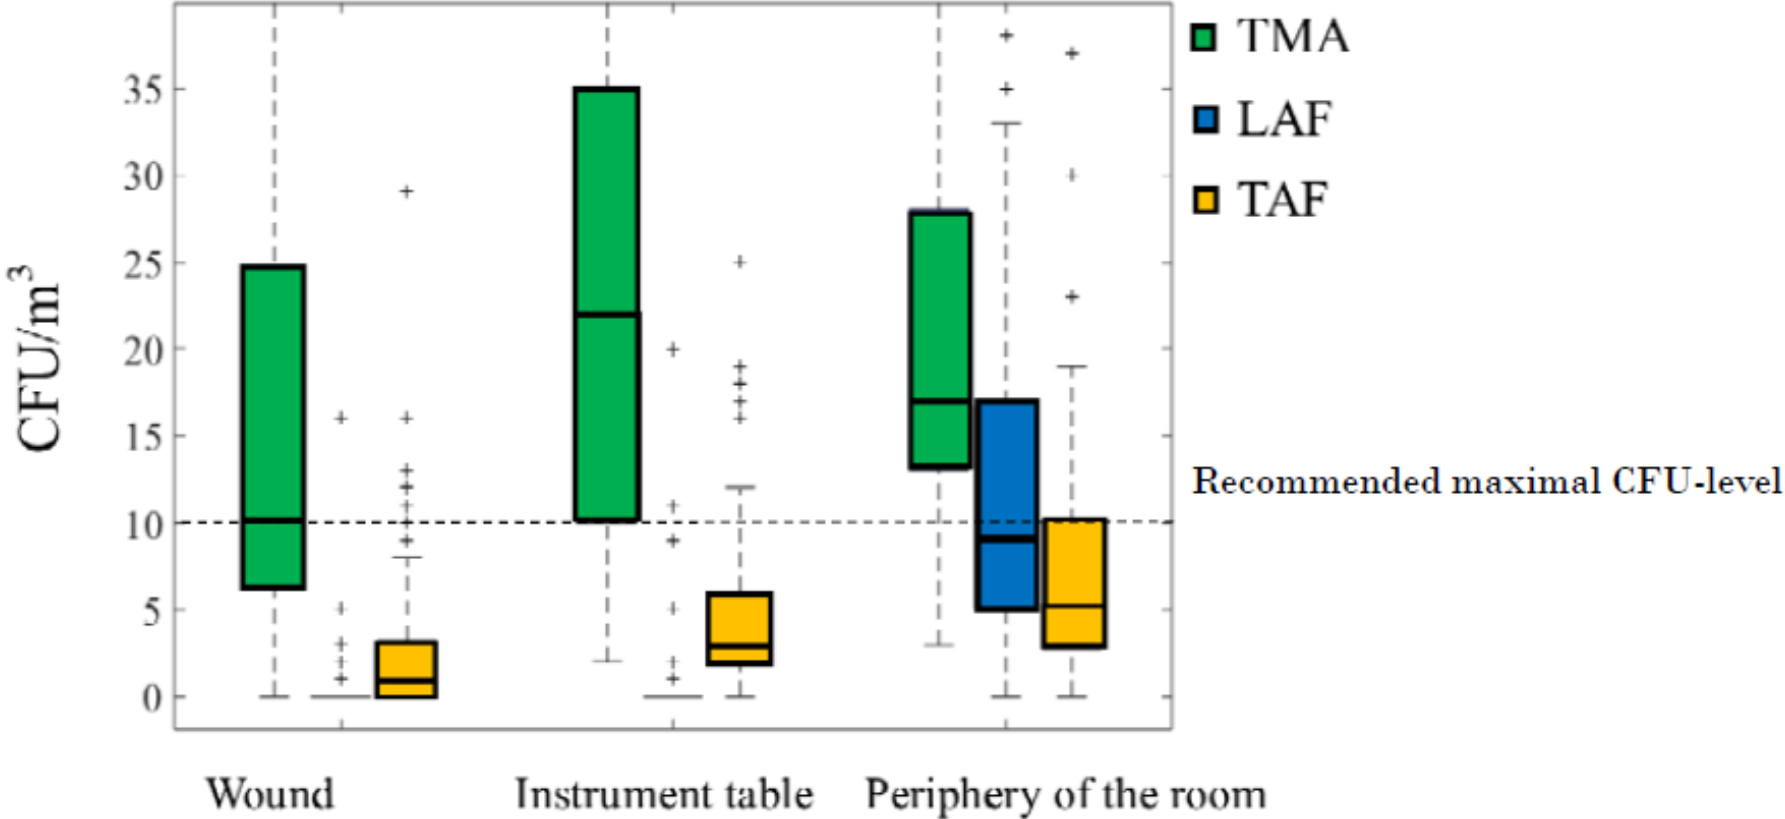 TMA
LAF
TAF
CFU/m³
35
30
25
20
15
10
5
0
Recommended maximal CFU-level
Wound
Instrument table
Periphery of the room